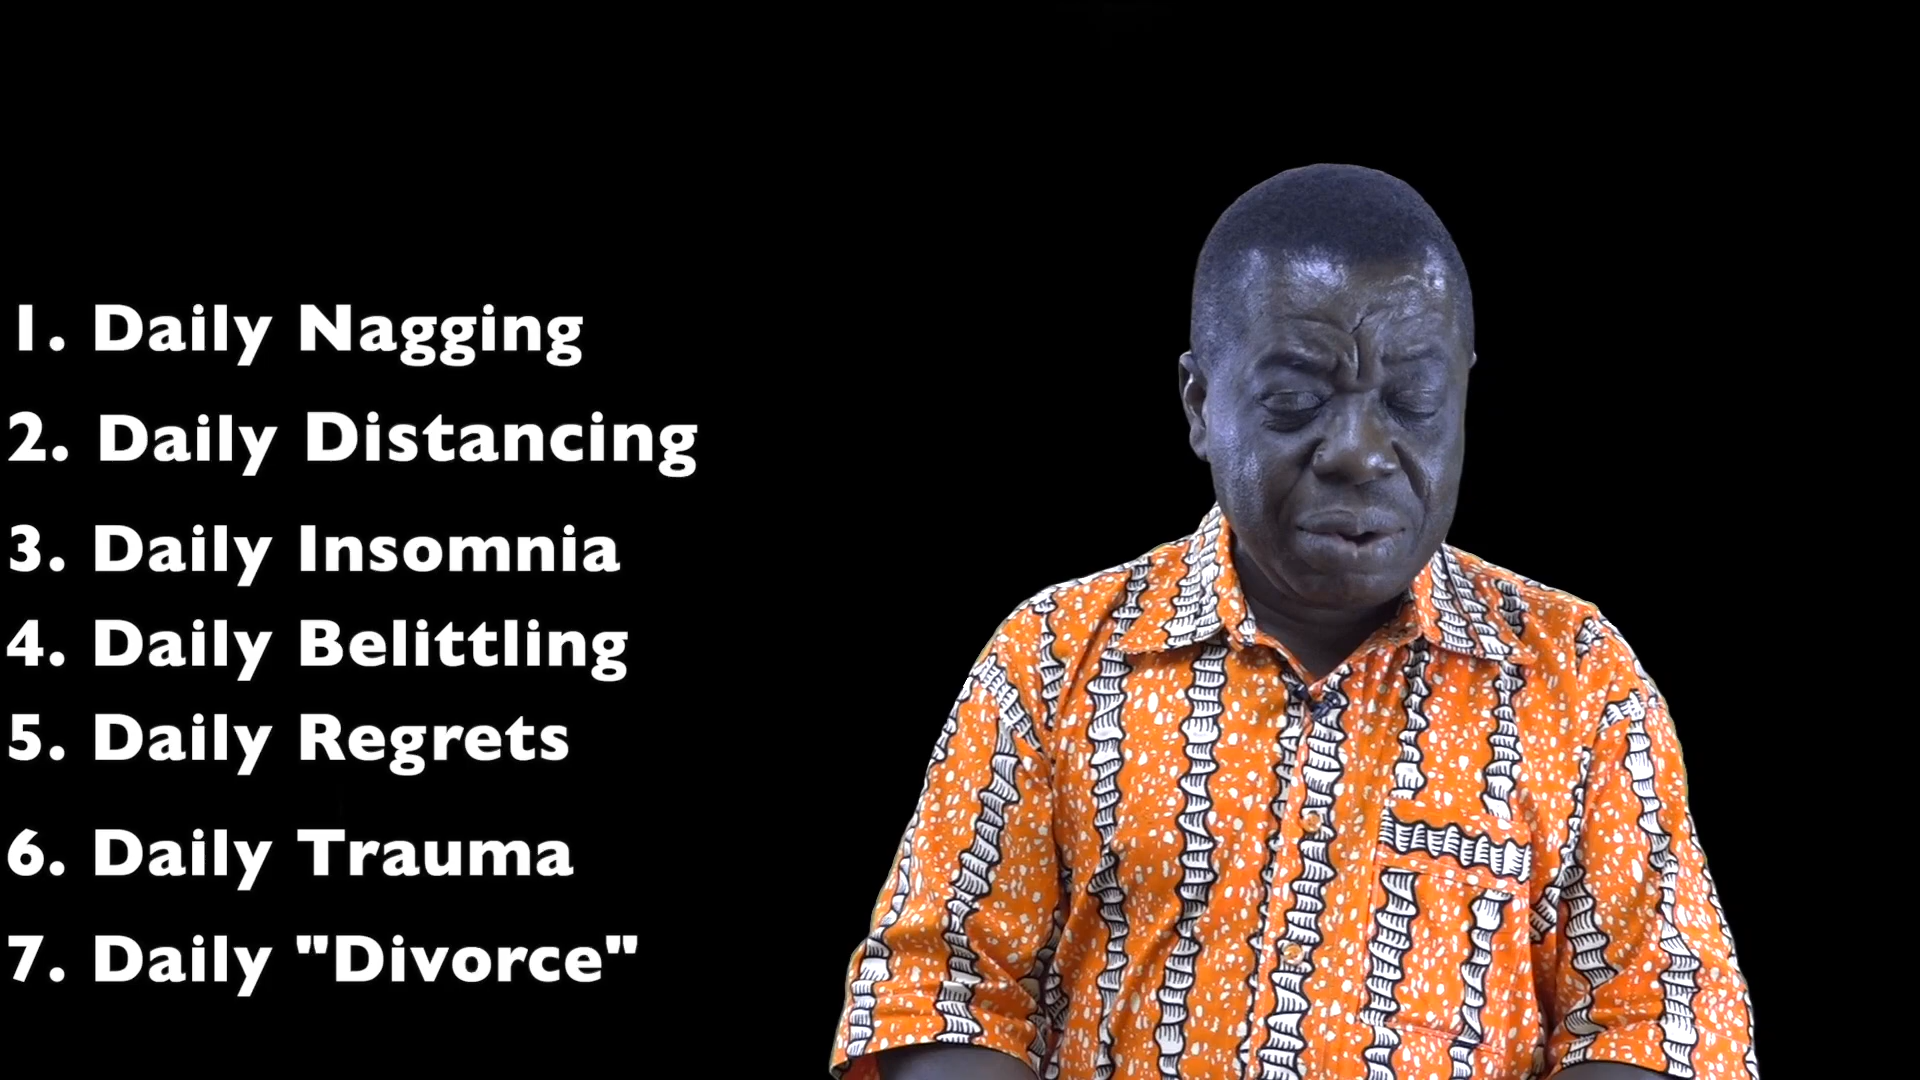 1. Daily Nagging
2. Daily Distancing
3. Daily Insomnia
4. Daily Belittling
5. Daily Regrets
6. Daily Trauma
7. Daily "Divorce"